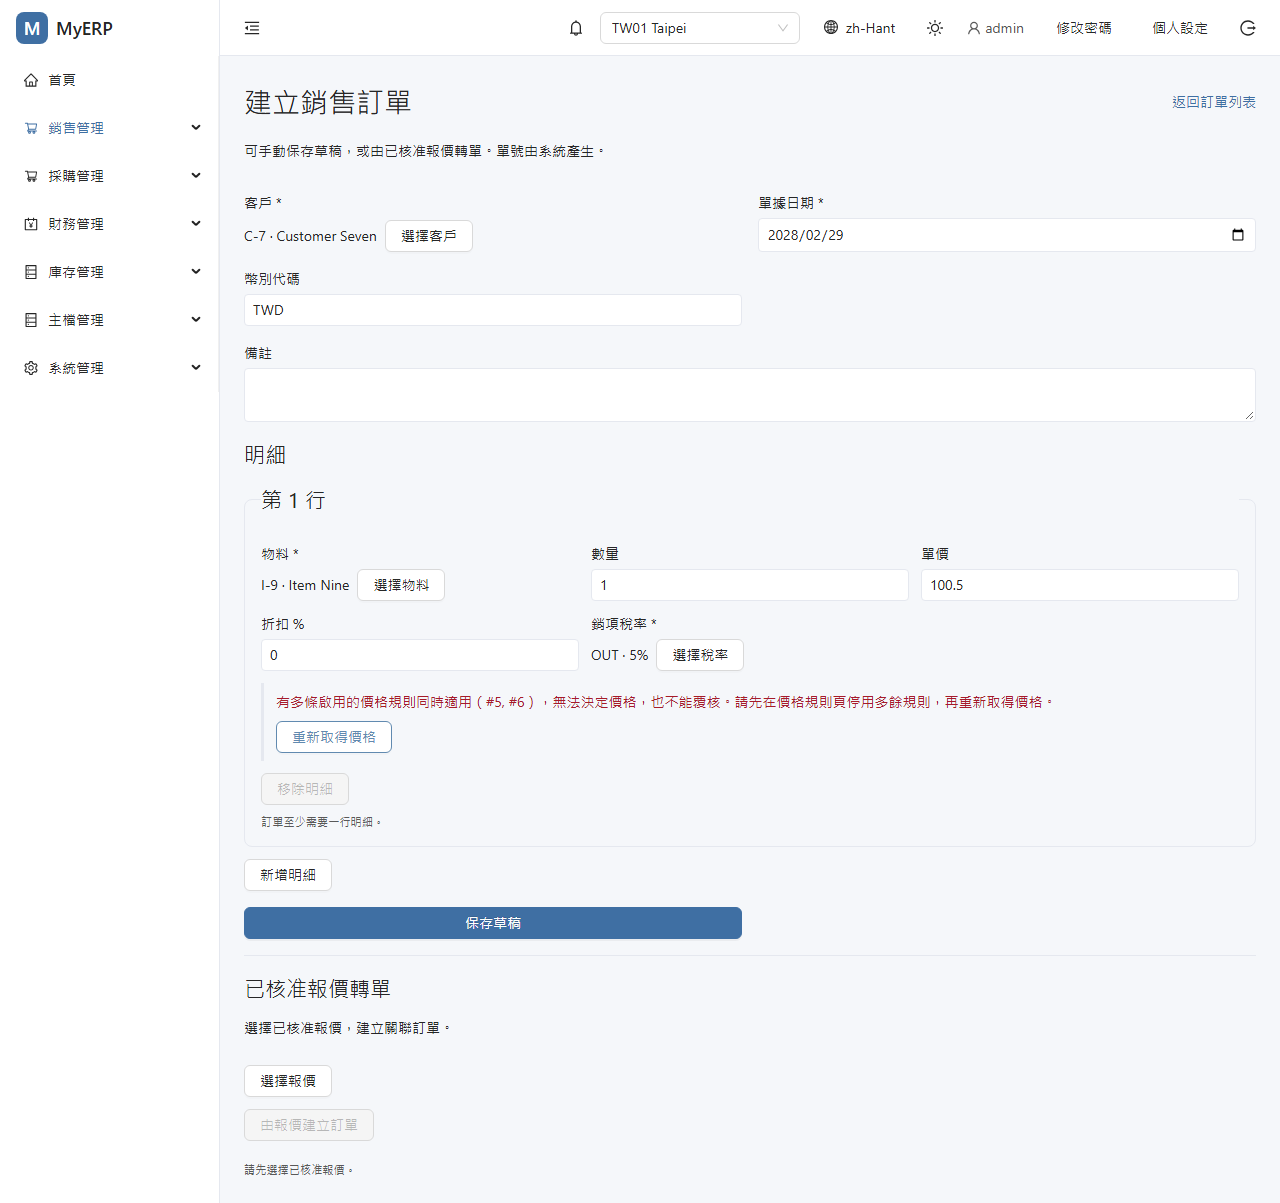 M MyERP
TW01 Taipei
zh-Hant
admin
修改密碼
個人設定
首頁
銷售管理
採購管理
財務管理
庫存管理
主檔管理
系統管理
建立銷售訂單
返回訂單列表
可手動保存草稿，或由已核准報價轉單。單號由系統產生。
客戶 *
單據日期 *
C-7 · Customer Seven 選擇客戶
2028/02/29
幣別代碼
TWD
備註
明細
第 1 行
物料 *
數量
單價
I-9 · Item Nine 選擇物料
1
100.5
折扣 %
銷項稅率 *
0
OUT · 5% 選擇稅率
有多條啟用的價格規則同時適用（#5, #6），無法決定價格，也不能覆核。請先在價格規則頁停用多餘規則，再重新取得價格。
重新取得價格
移除明細
訂單至少需要一行明細。
新增明細
保存草稿
已核准報價轉單
選擇已核准報價，建立關聯訂單。
選擇報價
由報價建立訂單
請先選擇已核准報價。